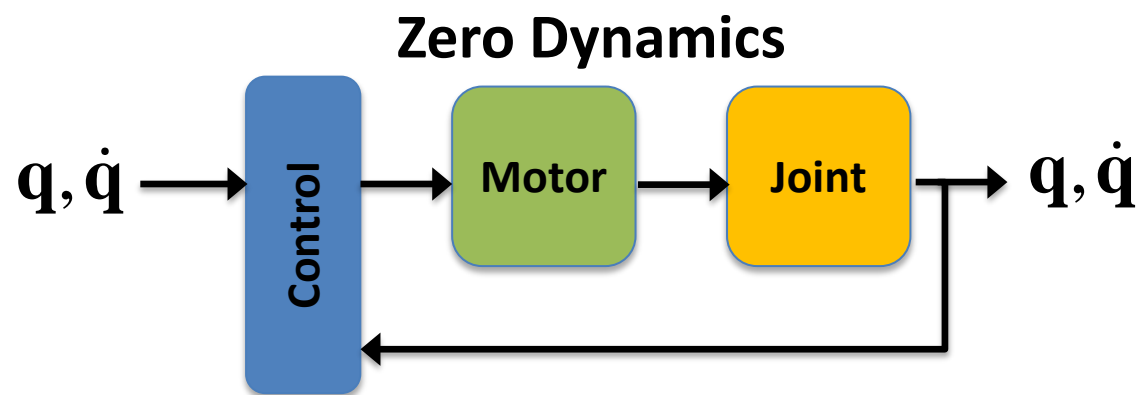 Zero Dynamics
q, q̇
Control
Motor
Joint
q, q̇